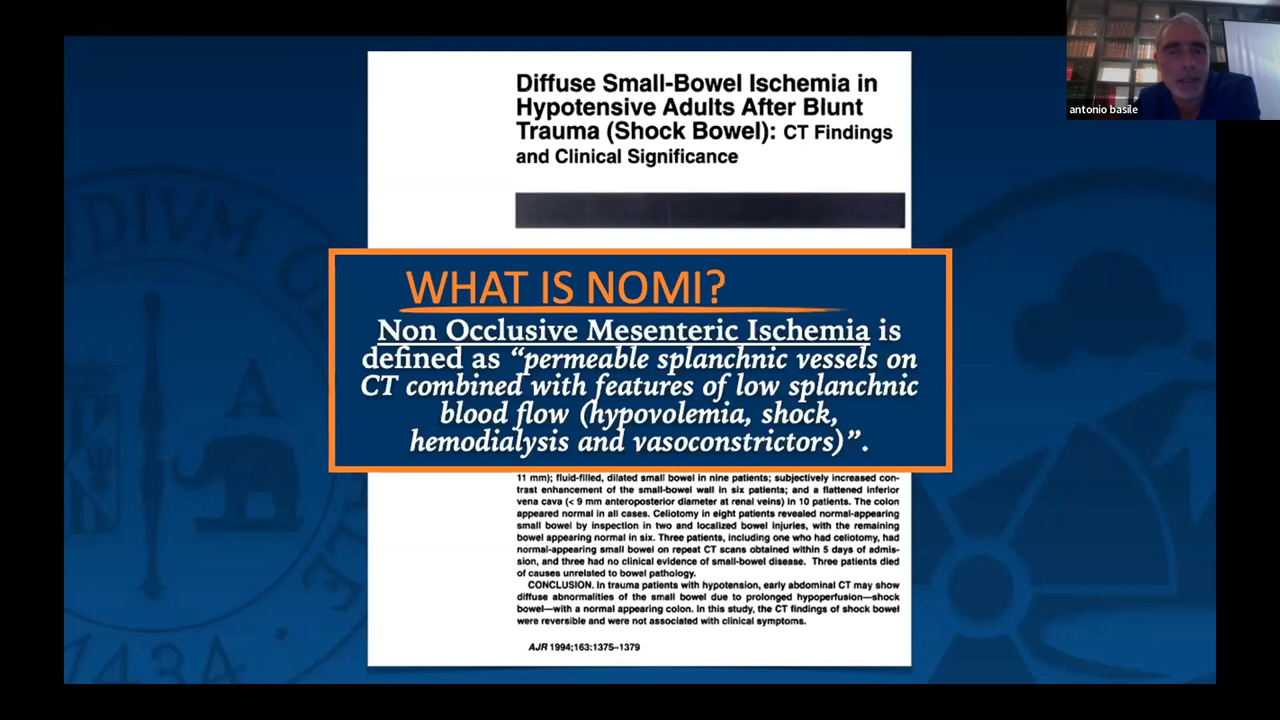 Diffuse Small-Bowel Ischemia in
Hypotensive Adults After Blunt
Trauma (Shock Bowel): CT Findings
and Clinical Significance
antonio basile
WHAT IS NOMI?
Non Occlusive Mesenteric Ischemia is
defined as “permeable splanchnic vessels on
CT combined with features of low splanchnic
blood flow (hypovolemia, shock,
hemodialysis and vasoconstrictors)”.
11 mm); fluid-filled, dilated small bowel in nine patients; subjectively increased con-
trast enhancement of the small-bowel wall in six patients; and a flattened inferior
vena cava (< 9 mm anteroposterior diameter at renal veins) in 10 patients. The colon
appeared normal in all cases. Celiotomy in eight patients revealed normal-appearing
small bowel by inspection in two and localized bowel injuries, with the remaining
bowel appearing normal in six. Three patients, including one who had celiotomy, had
normal-appearing small bowel on repeat CT scans obtained within 5 days of admis-
sion, and three had no clinical evidence of small-bowel disease. Three patients died
of causes unrelated to bowel pathology.
CONCLUSION. In trauma patients with hypotension, early abdominal CT may show
diffuse abnormalities of the small bowel due to prolonged hypoperfusion—shock
bowel—with a normal appearing colon. In this study, the CT findings of shock bowel
were reversible and were not associated with clinical symptoms.
AJR 1994;163:1375–1379
DIVM
A
1434